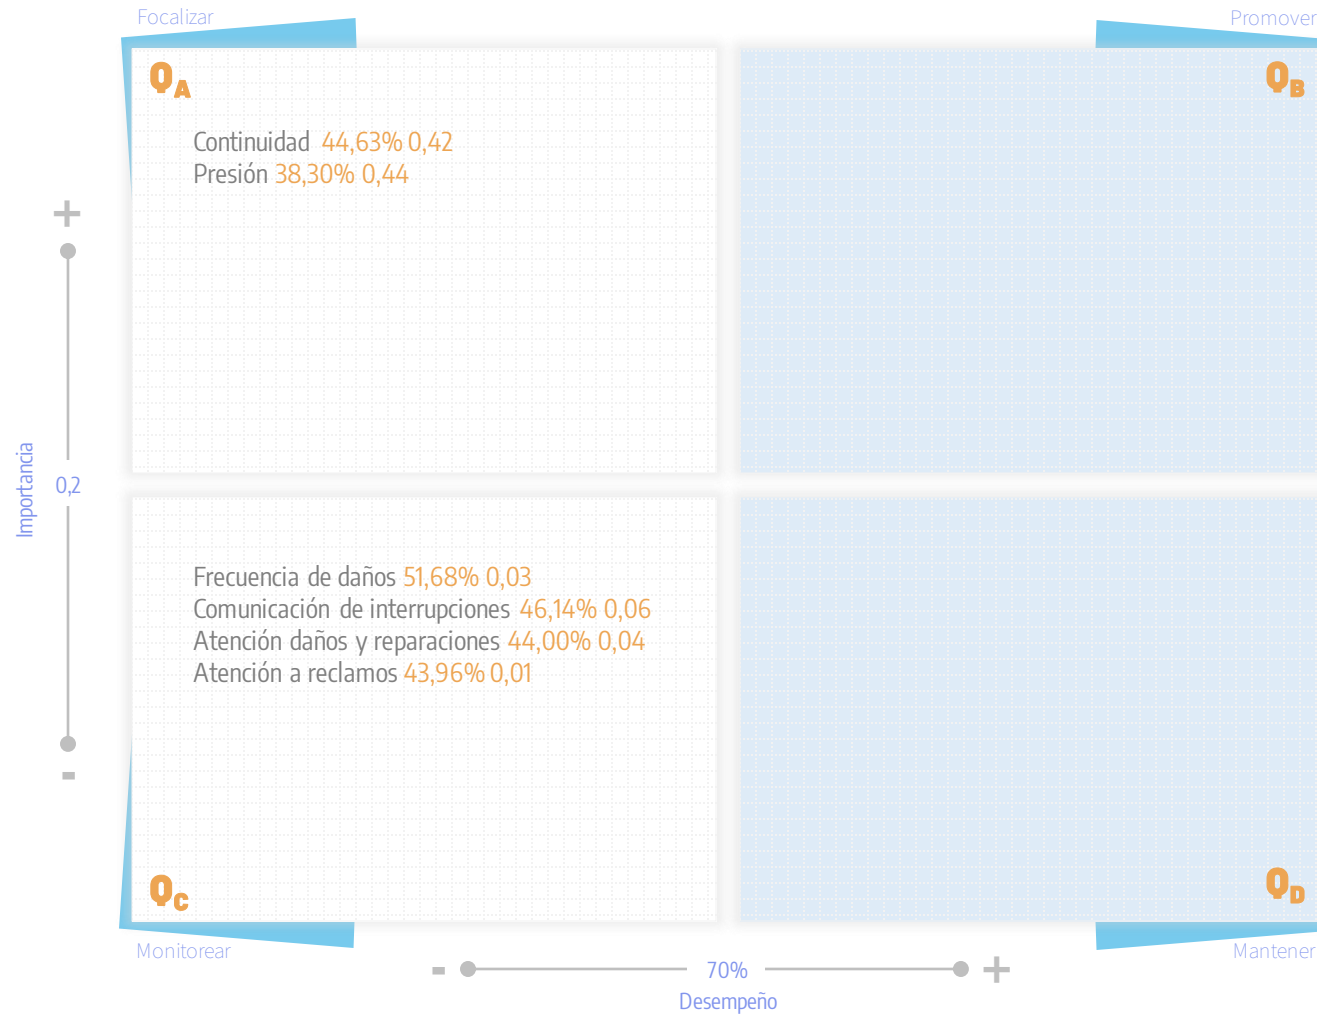 Focalizar
Promover
QA
QB
Continuidad 44,63% 0,42
Presión 38,30% 0,44
+
Importancia
0,2
-
Frecuencia de daños 51,68% 0,03
Comunicación de interrupciones 46,14% 0,06
Atención daños y reparaciones 44,00% 0,04
Atención a reclamos 43,96% 0,01
QC
QD
Monitorear
Mantener
- 70% +
Desempeño